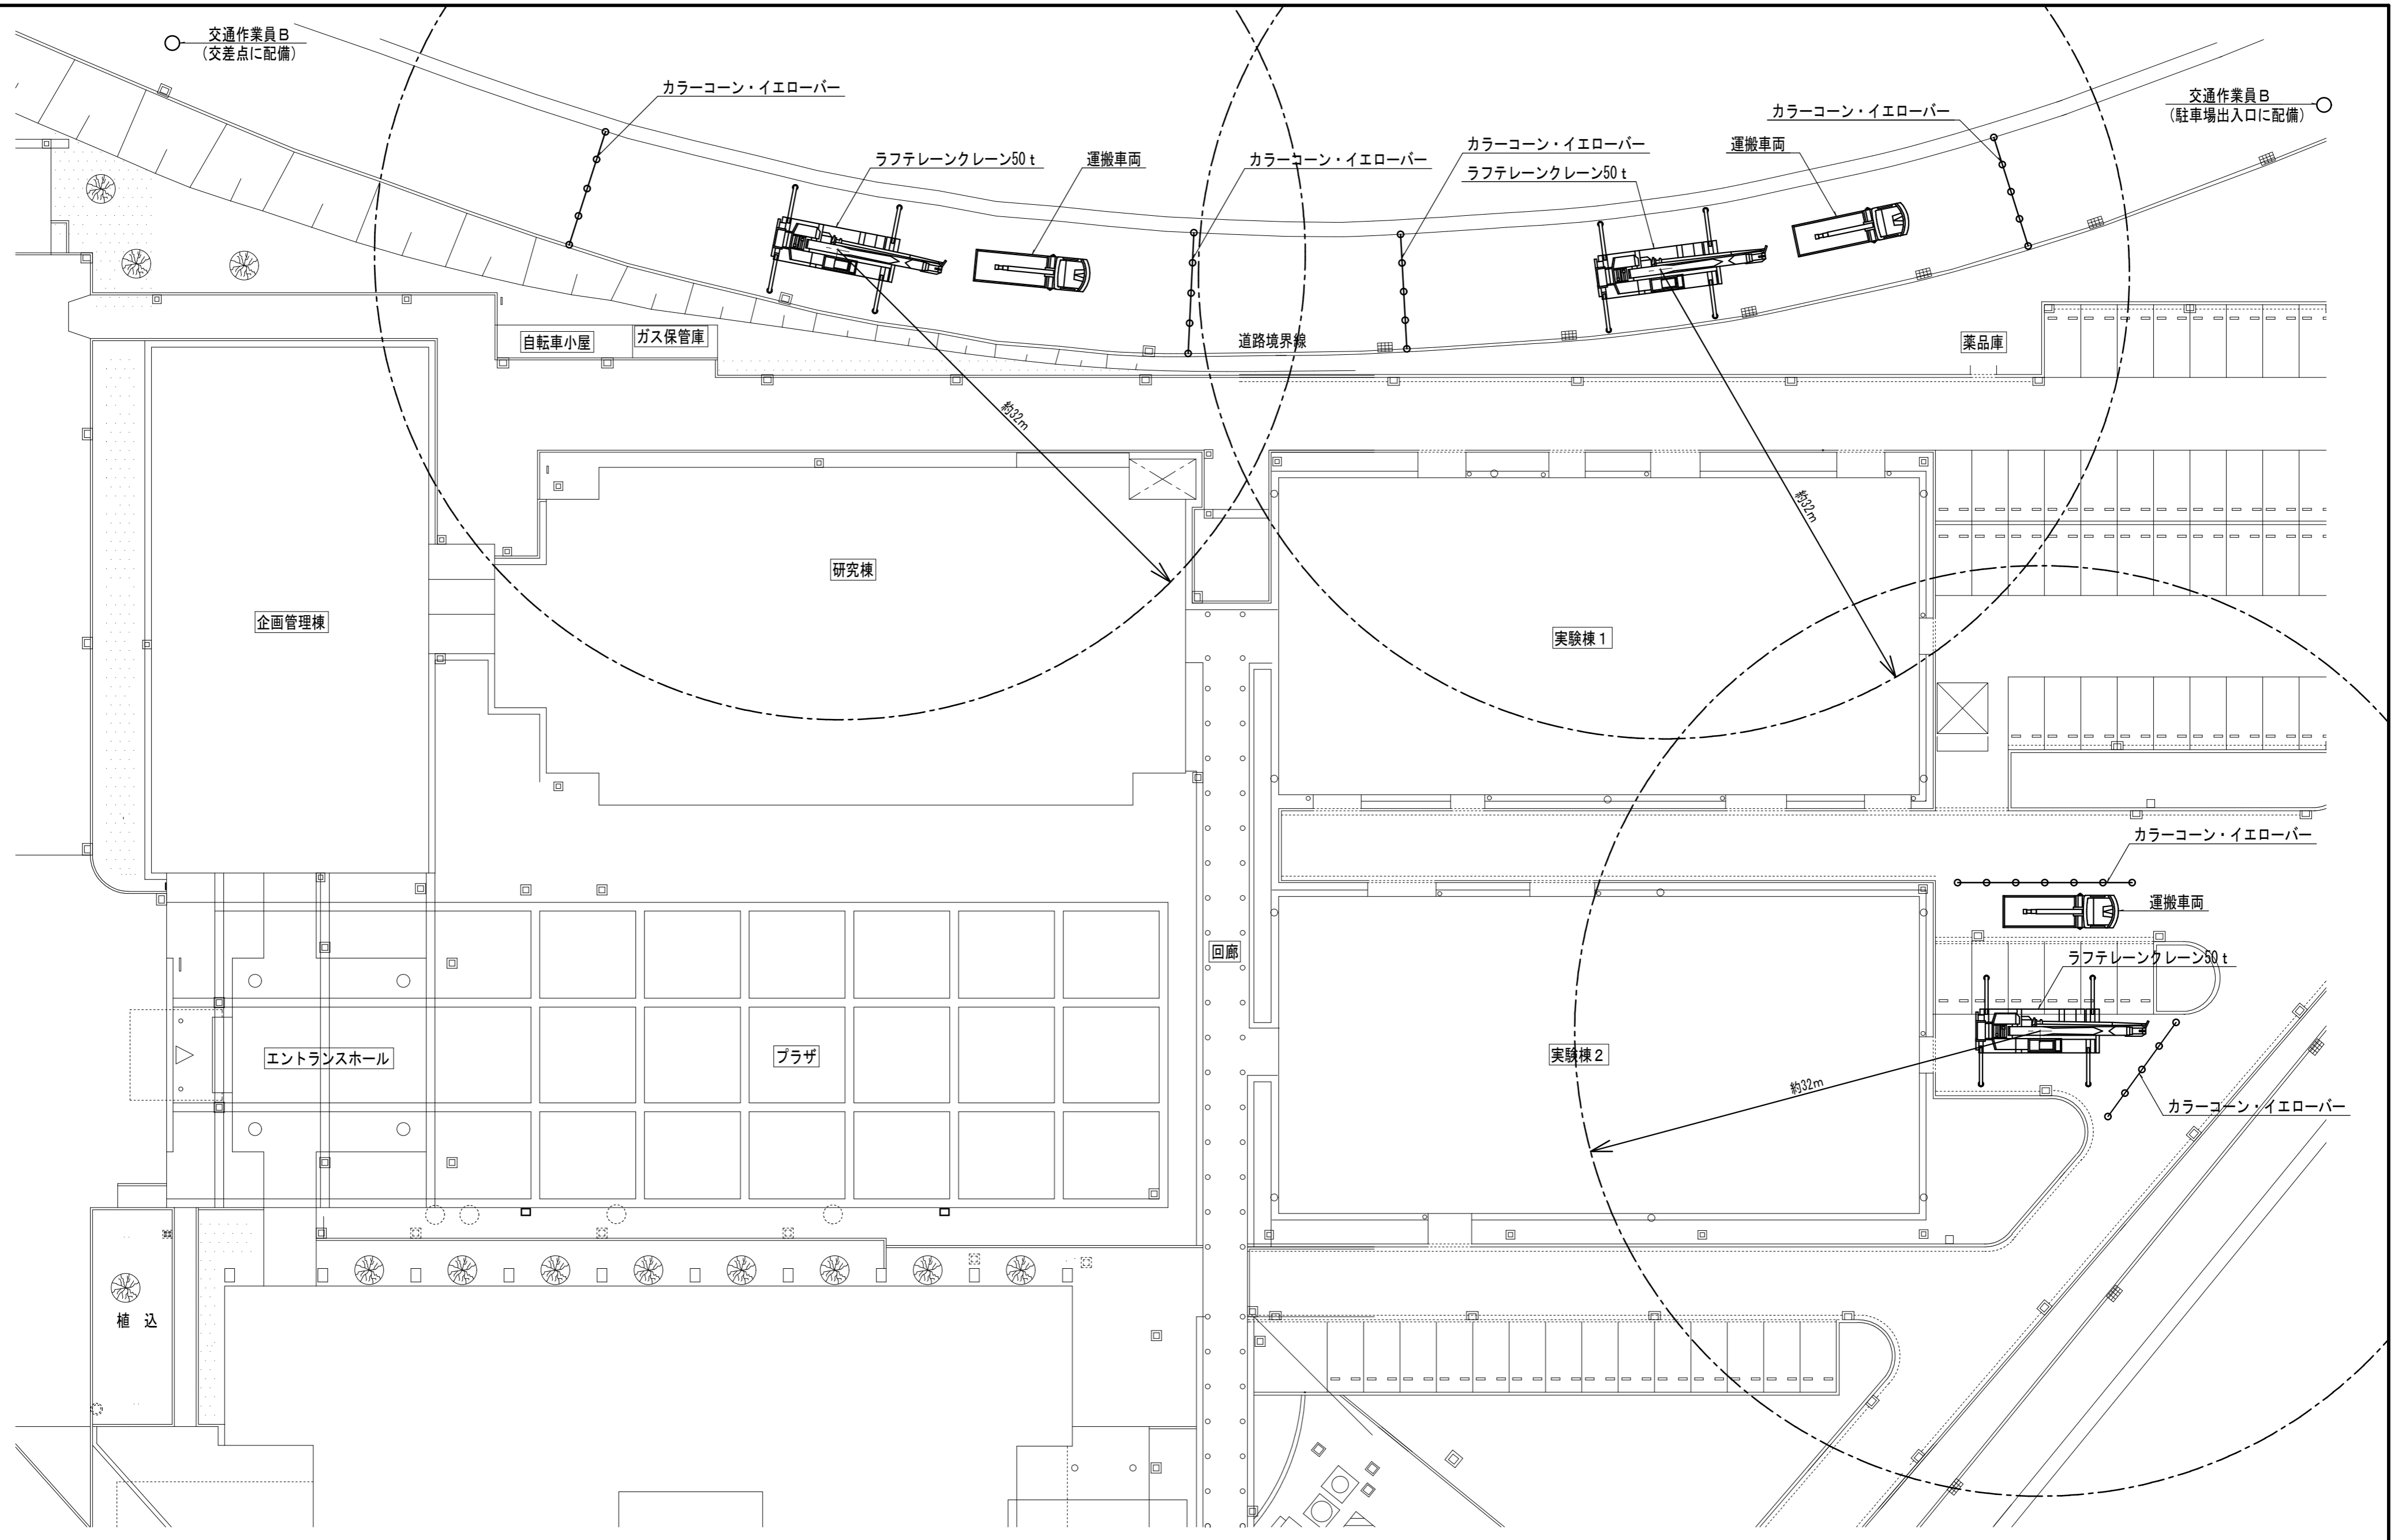 交通作業員B
(交差点に配備)
カラーコーン・イエローバー
ラフテレーンクレーン50t
運搬車両
カラーコーン・イエローバー
カラーコーン・イエローバー
ラフテレーンクレーン50t
運搬車両
カラーコーン・イエローバー
交通作業員B
(駐車場出入口に配備)
自転車小屋
ガス保管庫
道路境界線
薬品庫
約32m
約32m
研究棟
企画管理棟
実験棟1
カラーコーン・イエローバー
運搬車両
回廊
ラフテレーンクレーン50t
エントランスホール
プラザ
実験棟2
約32m
カラーコーン・イエローバー
植 込